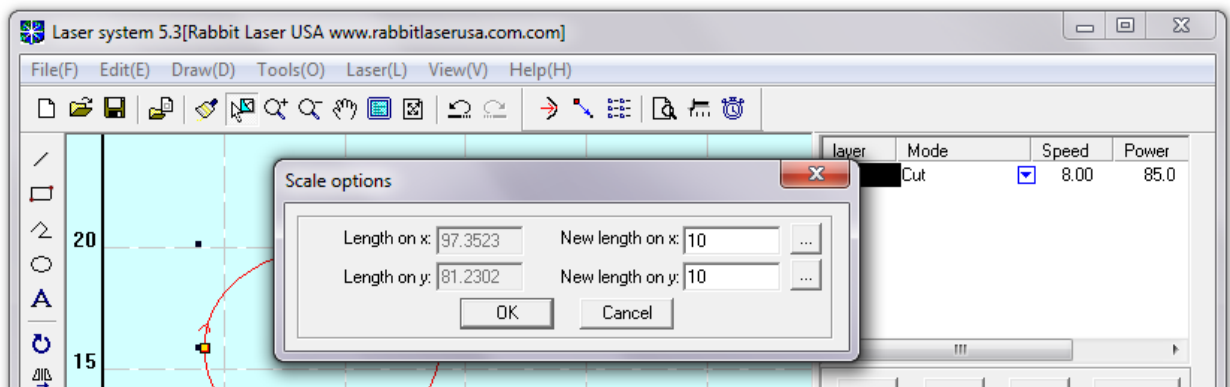 Laser system 5.3[Rabbit Laser USA www.rabbitlaserusa.com.com]
File(F) Edit(E) Draw(D) Tools(O) Laser(L) View(V) Help(H)
layer Mode Speed Power
Cut 8.00 85.0
Scale options
Length on x: 97.3523 New length on x: 10 ...
Length on y: 81.2302 New length on y: 10 ...
OK Cancel
20
A
15